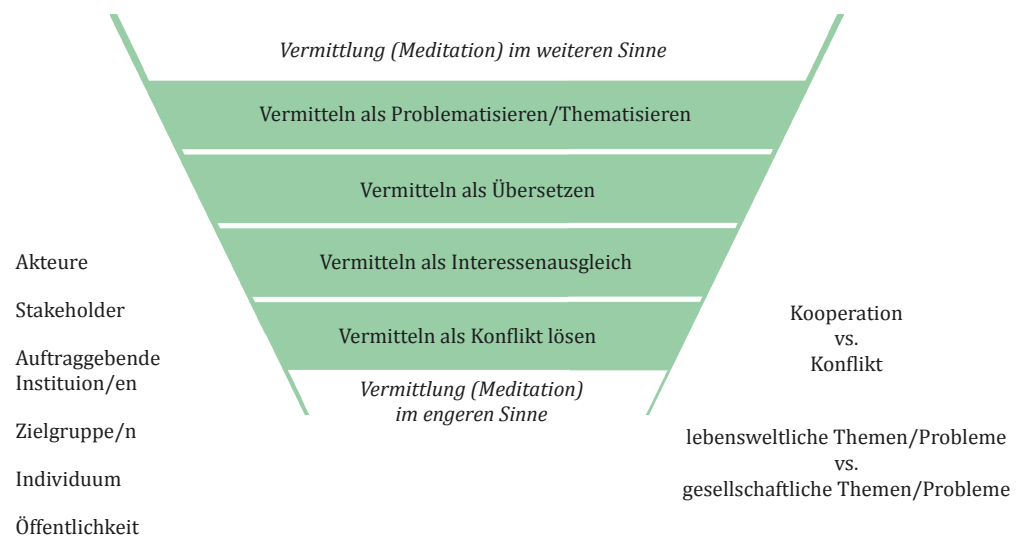 Vermittlung (Meditation) im weiteren Sinne
Vermitteln als Problematisieren/Thematisieren
Vermitteln als Übersetzen
Vermitteln als Interessenausgleich
Vermitteln als Konflikt lösen
Vermittlung (Meditation)
im engeren Sinne
Akteure
Stakeholder
Auftraggebende
Instituion/en
Zielgruppe/n
Individuum
Öffentlichkeit
Kooperation
vs.
Konflikt
lebensweltliche Themen/Probleme
vs.
gesellschaftliche Themen/Probleme